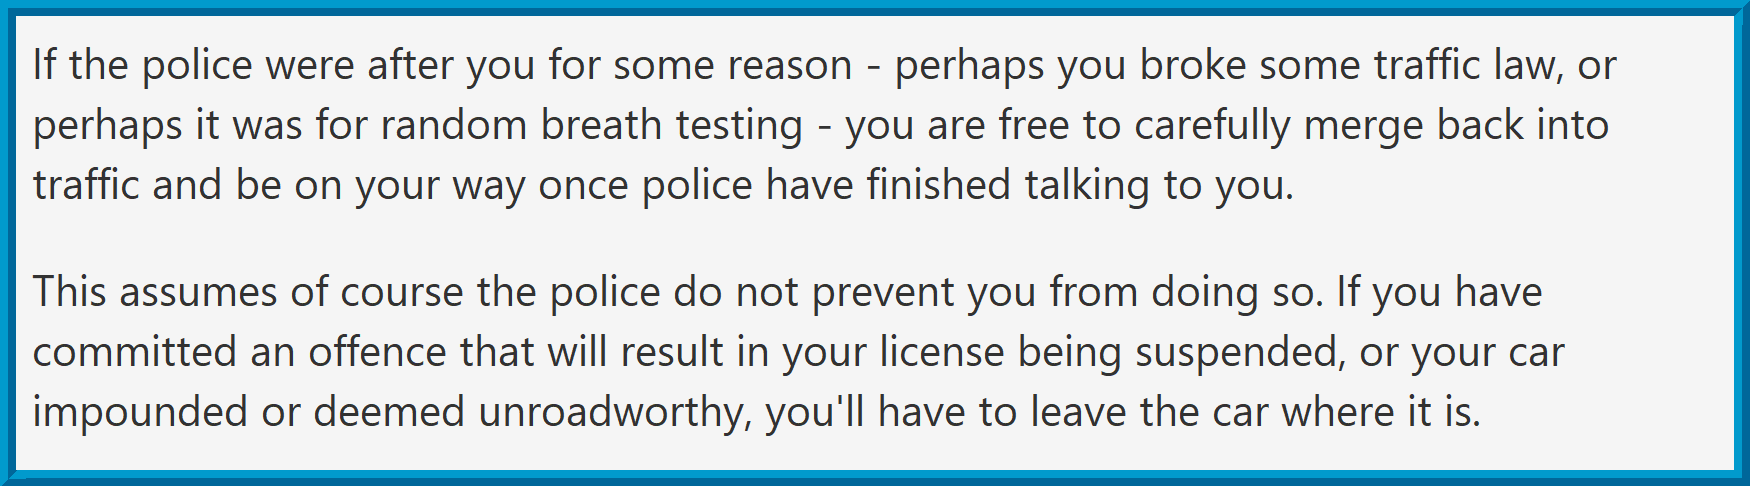 If the police were after you for some reason - perhaps you broke some traffic law, or
perhaps it was for random breath testing - you are free to carefully merge back into
traffic and be on your way once police have finished talking to you.
This assumes of course the police do not prevent you from doing so. If you have
committed an offence that will result in your license being suspended, or your car
impounded or deemed unroadworthy, you'll have to leave the car where it is.